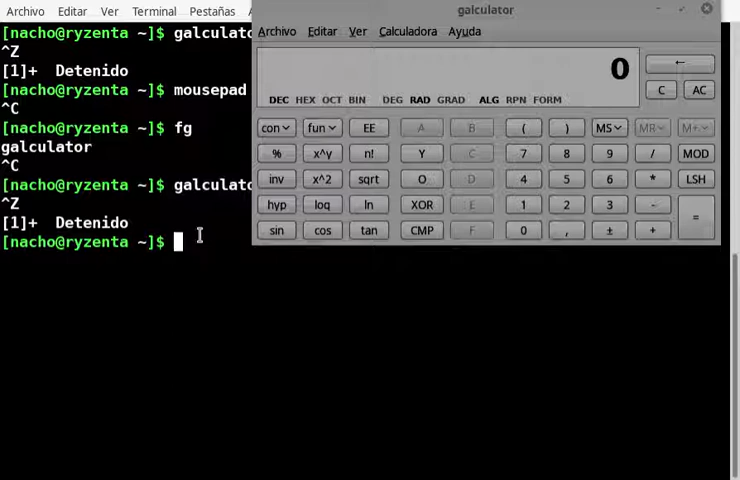 Archivo Editar Ver Terminal Pestañas
galculator
Archivo Editar Ver Calculadora Ayuda
[nacho@ryzenta ~]$
^Z
[1]+ Detenido
[nacho@ryzenta ~]$ mousepad
^C
[nacho@ryzenta ~]$ fg
galculator
^C
[nacho@ryzenta ~]$
^Z
[1]+ Detenido
[nacho@ryzenta ~]$
0
←
DEC HEX OCT BIN DEG RAD GRAD ALG RPN FORM
C AC
con fun EE A B ( ) MS MR M+
% x^y n! Y C 7 8 9 / MOD
inv x^2 sqrt O D 4 5 6 * LSH
hyp log ln XOR E 1 2 3 -
=
sin cos tan CMP F 0 , ± +